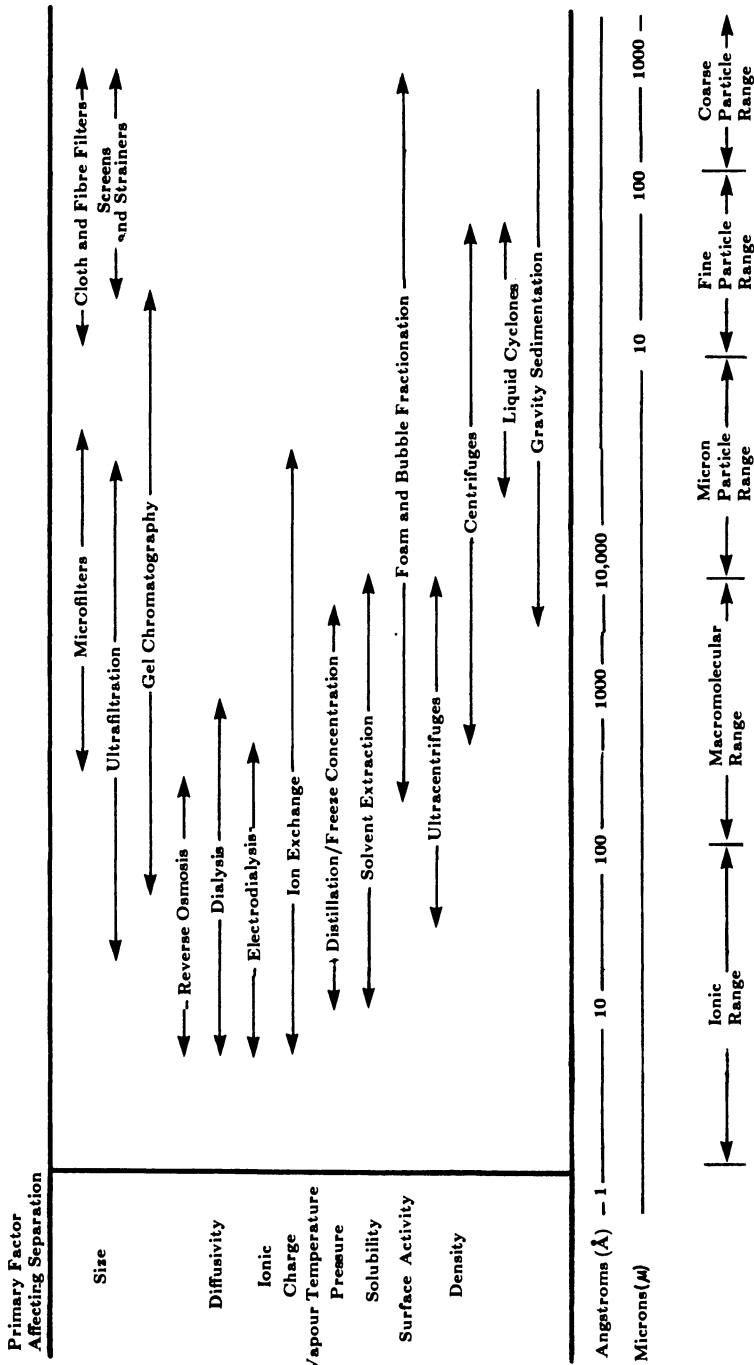 Primary Factor
Affecting Separation
Size
Diffusivity
Ionic
Charge
Vapour Temperature
Pressure
Solubility
Surface Activity
Density
Cloth and Fibre Filters
Screens
and Strainers
Microfilters
Ultrafiltration
Gel Chromatography
Reverse Osmosis
Dialysis
Electrodialysis
Ion Exchange
Distillation/Freeze Concentration
Solvent Extraction
Foam and Bubble Fractionation
Ultracentrifuges
Centrifuges
Liquid Cyclones
Gravity Sedimentation
Angstroms (Å) 1 10 100 1000 10,000
Microns(μ) 10 100 1000
Ionic
Range
Macromolecular
Range
Micron
Particle
Range
Fine
Particle
Range
Coarse
Particle
Range